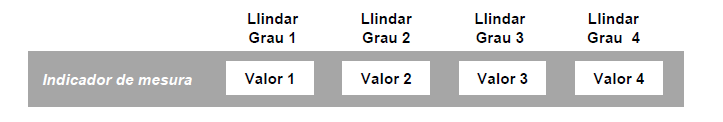 Llindar Llindar Llindar Llindar
Grau 1 Grau 2 Grau 3 Grau 4
Indicador de mesura Valor 1 Valor 2 Valor 3 Valor 4